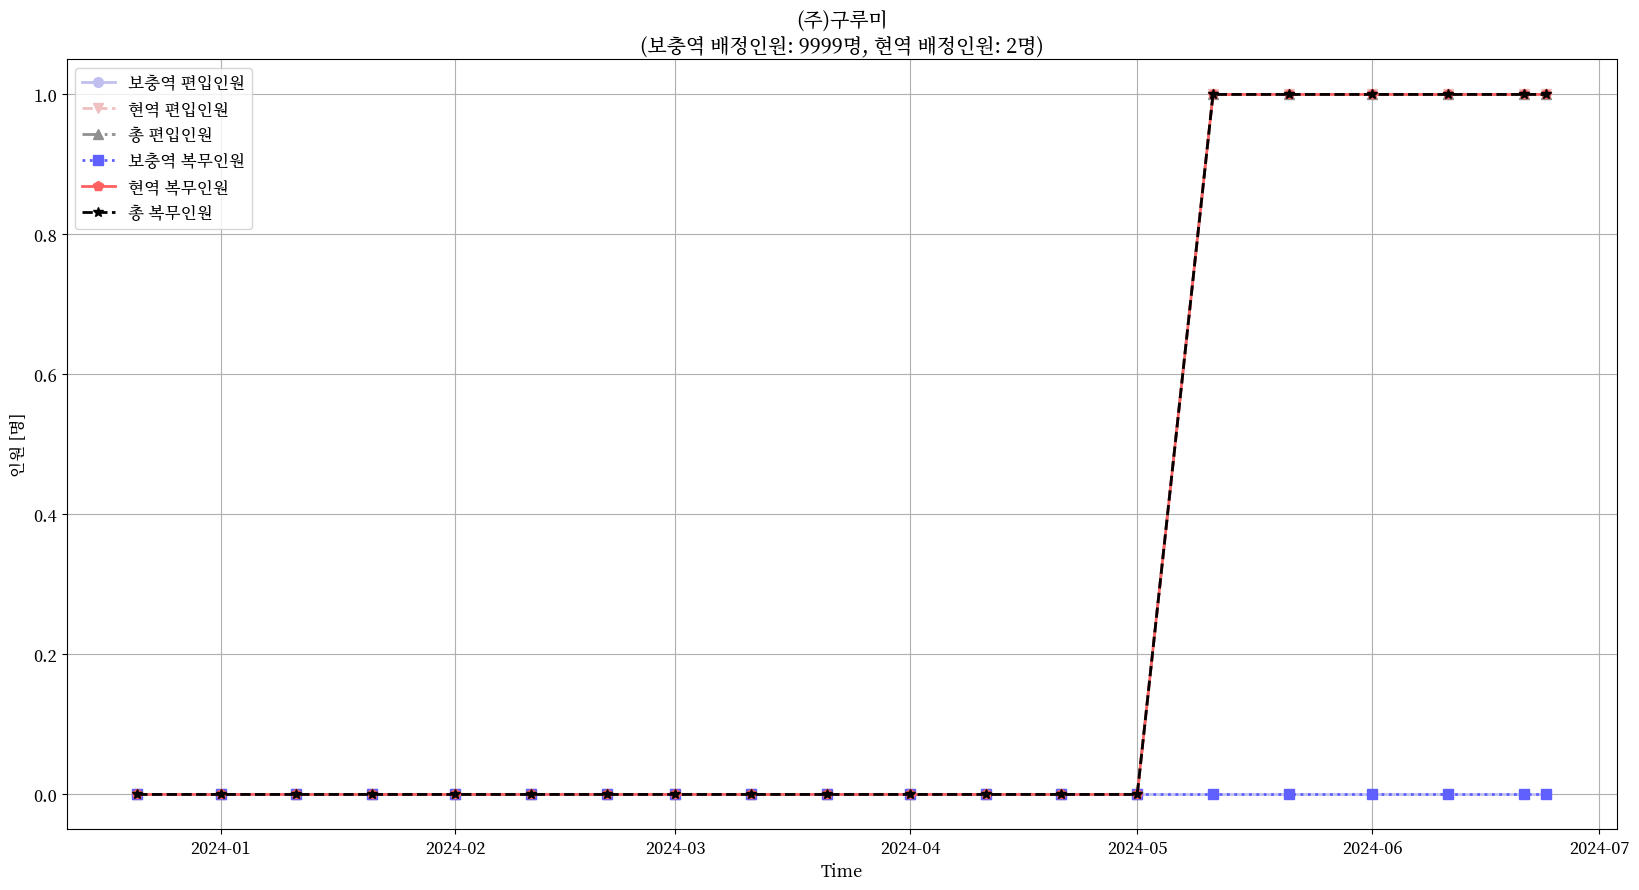 (주)구루미
(보충역 배정인원: 9999명, 현역 배정인원: 2명)
보충역 편입인원
현역 편입인원
총 편입인원
보충역 복무인원
현역 복무인원
총 복무인원
1.0
0.8
0.6
0.4
0.2
0.0
인원 [명]
2024-01
2024-02
2024-03
2024-04
2024-05
2024-06
2024-07
Time